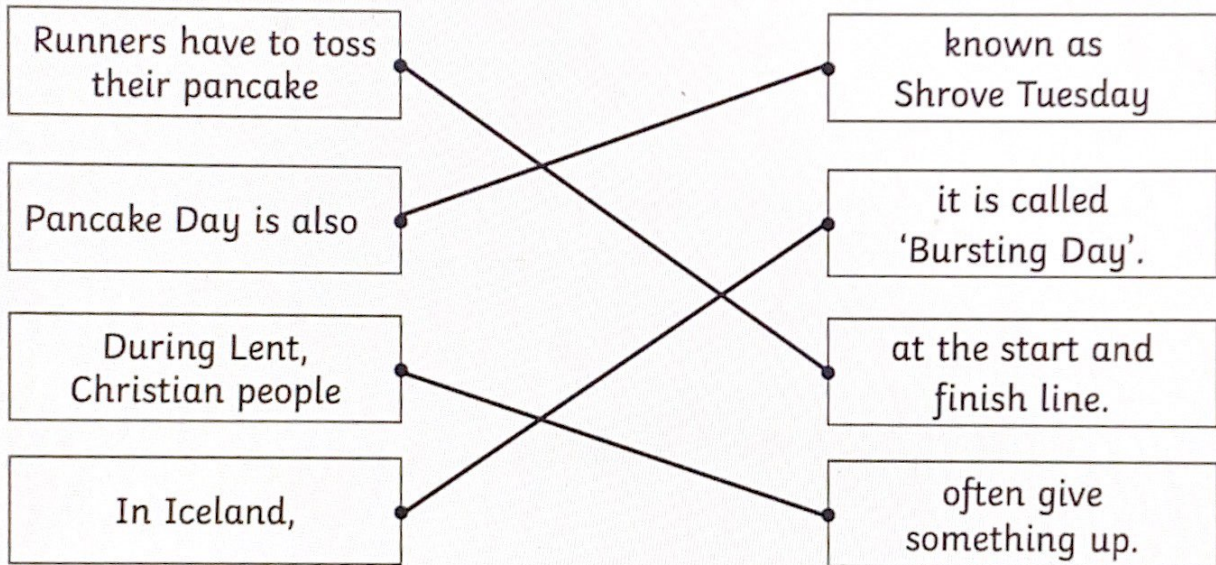 Runners have to toss
their pancake
known as
Shrove Tuesday
Pancake Day is also
it is called
‘Bursting Day’.
During Lent,
Christian people
at the start and
finish line.
In Iceland,
often give
something up.